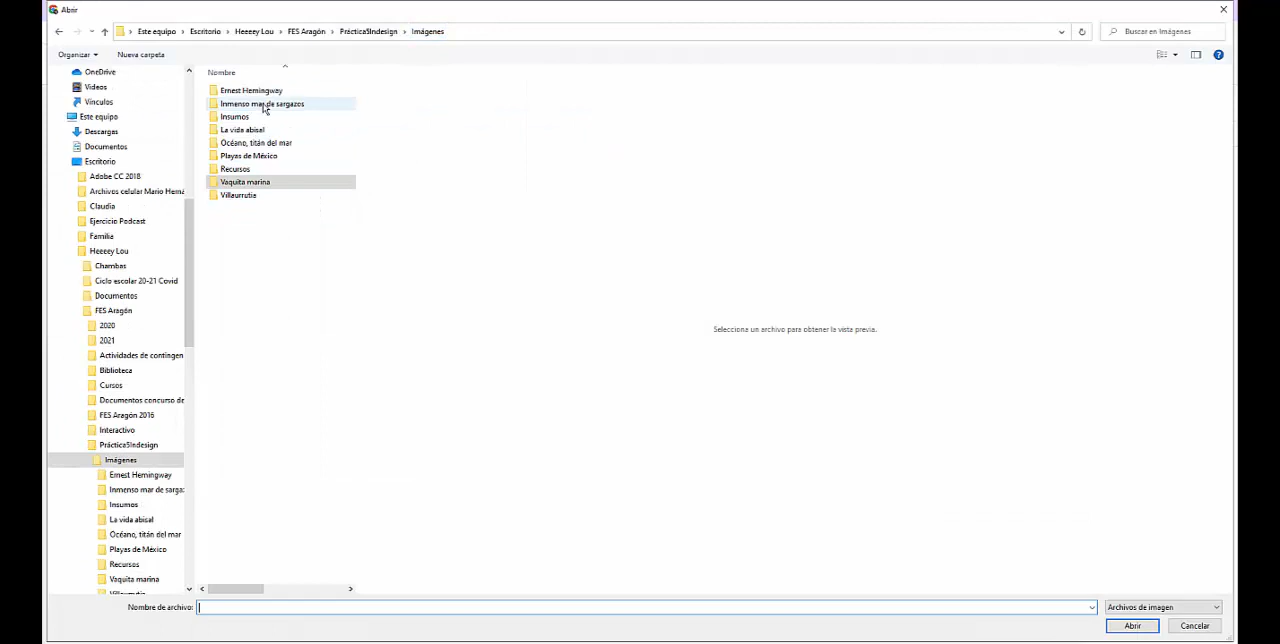 Abrir
Este equipo > Escritorio > Heeeey Lou > FES Aragón > Práctica5Indesign > Imágenes
Buscar en Imágenes
Organizar
Nueva carpeta
OneDrive
Videos
Vínculos
Este equipo
Descargas
Documentos
Escritorio
Adobe CC 2018
Archivos celular Mario Herná
Claudia
Ejercicio Podcast
Familia
Heeeey Lou
Chambas
Ciclo escolar 20-21 Covid
Documentos
FES Aragón
2020
2021
Actividades de contingen
Biblioteca
Cursos
Documentos concurso de
FES Aragón 2016
Interactivo
Práctica5Indesign
Imágenes
Ernest Hemingway
Inmenso mar de sargaz
Insumos
La vida abisal
Océano, titán del mar
Playas de México
Recursos
Vaquita marina
Villaurrutia
Nombre
Ernest Hemingway
Inmenso mar de sargazos
Insumos
La vida abisal
Océano, titán del mar
Playas de México
Recursos
Vaquita marina
Villaurrutia
Selecciona un archivo para obtener la vista previa.
Nombre de archivo:
Archivos de imagen
Abrir
Cancelar